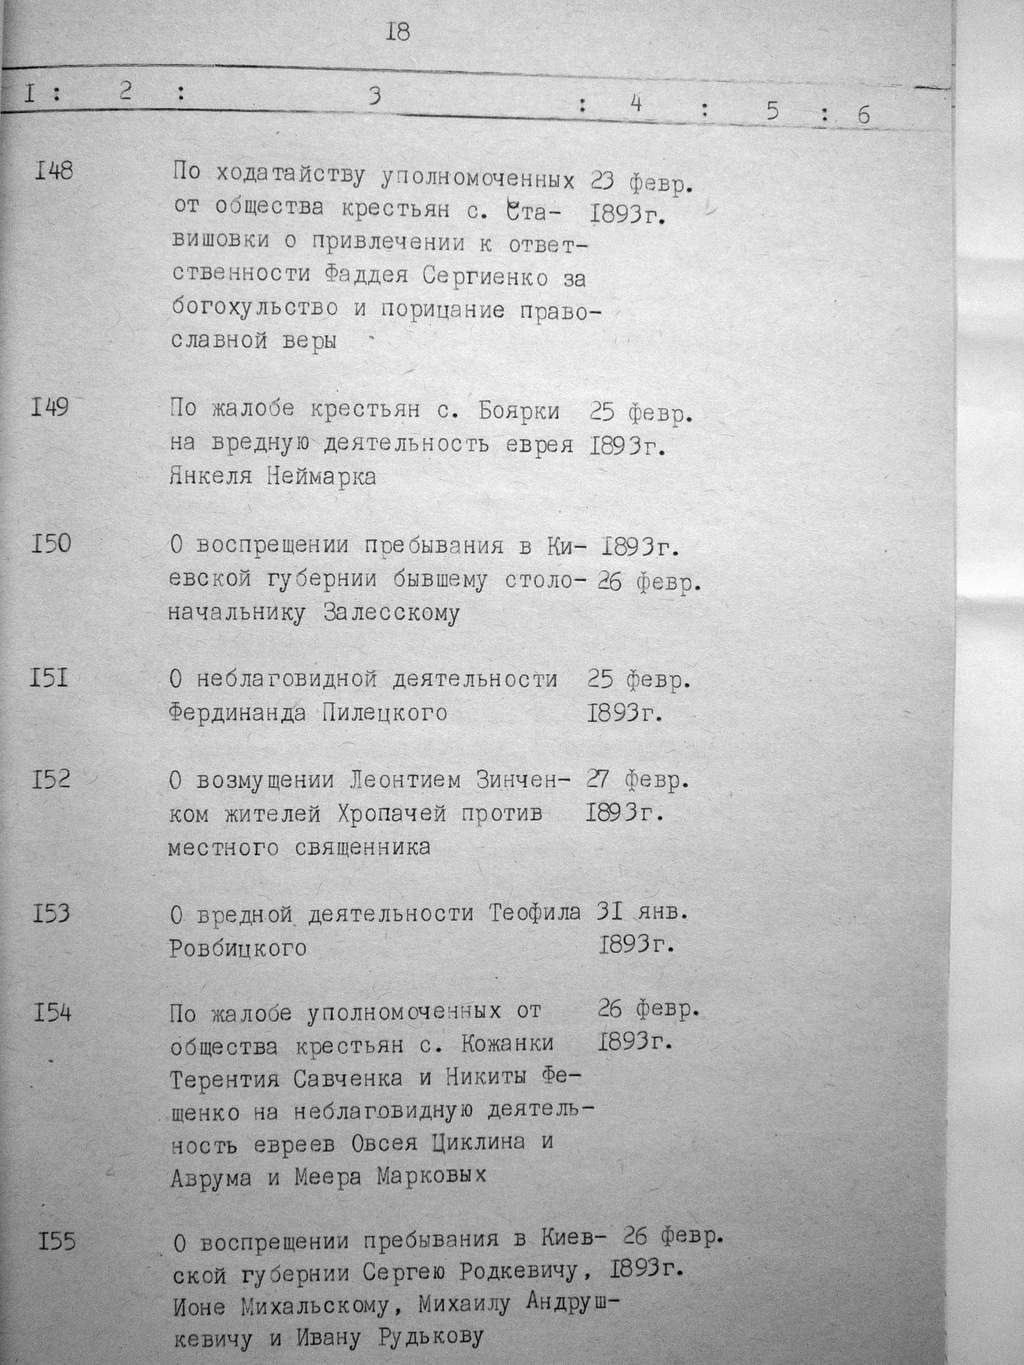 18
I : 2 : 3 : 4 : 5 : 6
I48 По ходатайству уполномоченных 23 февр.
от общества крестьян с. Ста- I893г.
вишовки о привлечении к ответ-
ственности Фаддея Сергиенко за
богохульство и порицание право-
славной веры
I49 По жалобе крестьян с. Боярки 25 февр.
на вредную деятельность еврея I893г.
Янкеля Неймарка
I50 О воспрещении пребывания в Ки- I893г.
евской губернии бывшему столо- 26 февр.
начальнику Залесскому
I5I О неблаговидной деятельности 25 февр.
Фердинанда Пилецкого I893г.
I52 О возмущении Леонтием Зинчен- 27 февр.
ком жителей Хропачей против I893г.
местного священника
I53 О вредной деятельности Теофила 3I янв.
Ровбицкого I893г.
I54 По жалобе уполномоченных от 26 февр.
общества крестьян с. Кожанки I893г.
Терентия Савченка и Никиты Фе-
щенко на неблаговидную деятель-
ность евреев Овсея Циклина и
Аврума и Меера Марковых
I55 О воспрещении пребывания в Киев- 26 февр.
ской губернии Сергею Родкевичу, I893г.
Ионе Михальскому, Михаилу Андруш-
кевичу и Ивану Рудькову